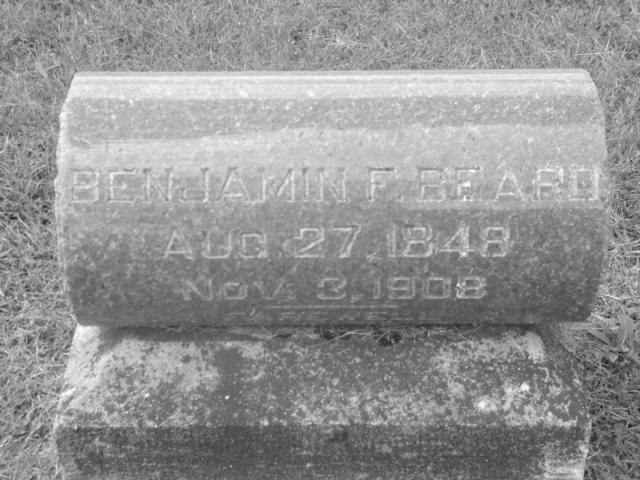 BENJAMIN F. BEARD
AUG. 27, 1848
NOV. 3, 1908